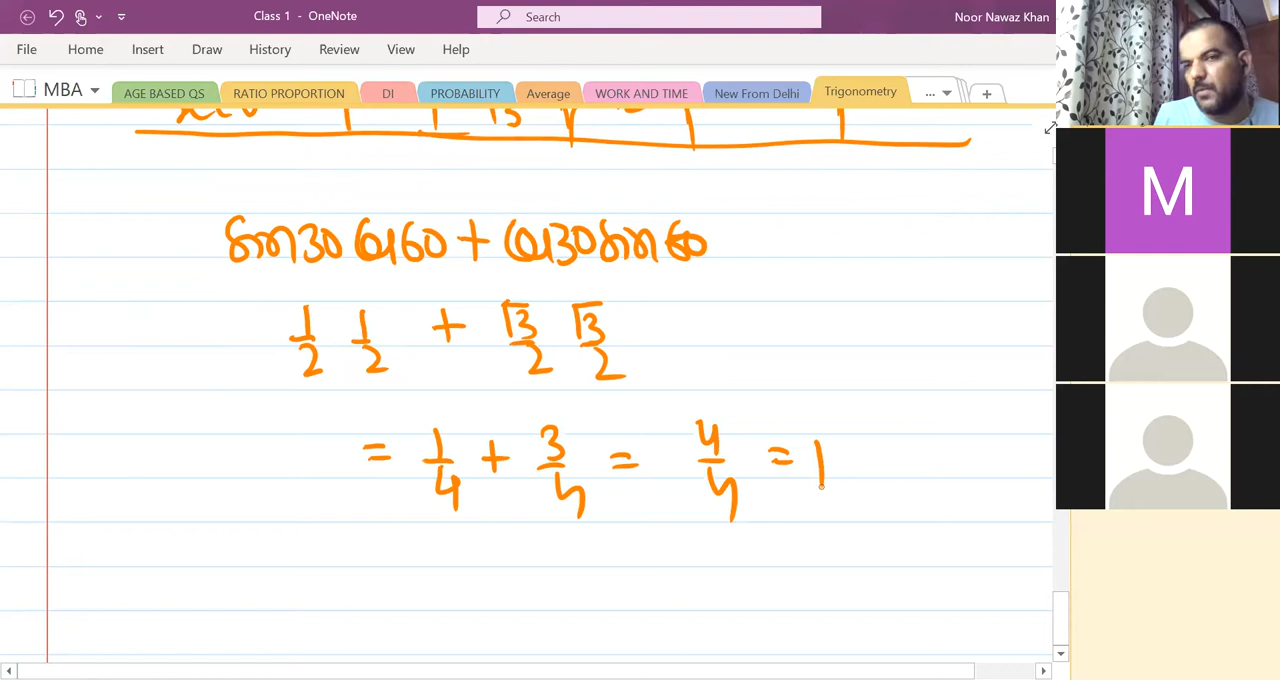 Class 1 - OneNote
Search
Noor Nawaz Khan
File Home Insert Draw History Review View Help
MBA
AGE BASED QS RATIO PROPORTION DI PROBABILITY Average WORK AND TIME New From Delhi Trigonometry ... +
M
Sin30 Cos60 + Cos30 Sin 60
1/2 1/2 + √3/2 √3/2
= 1/4 + 3/4 = 4/4 = 1